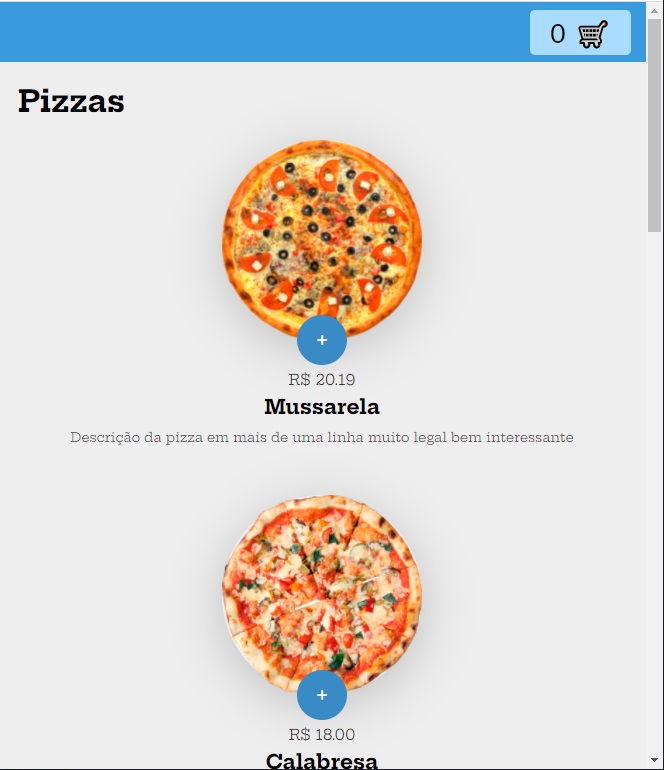 0
Pizzas
+
R$ 20.19
Mussarela
Descrição da pizza em mais de uma linha muito legal bem interessante
+
R$ 18.00
Calabresa